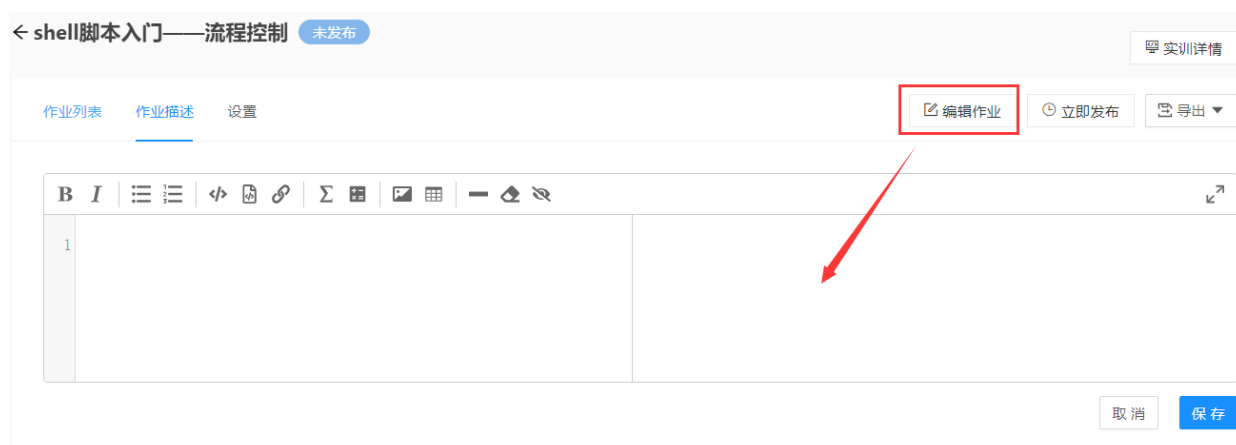 shell脚本入门——流程控制 未发布
实训详情
作业列表 作业描述 设置 编辑作业 立即发布 导出
B I Σ
1
取 消 保 存